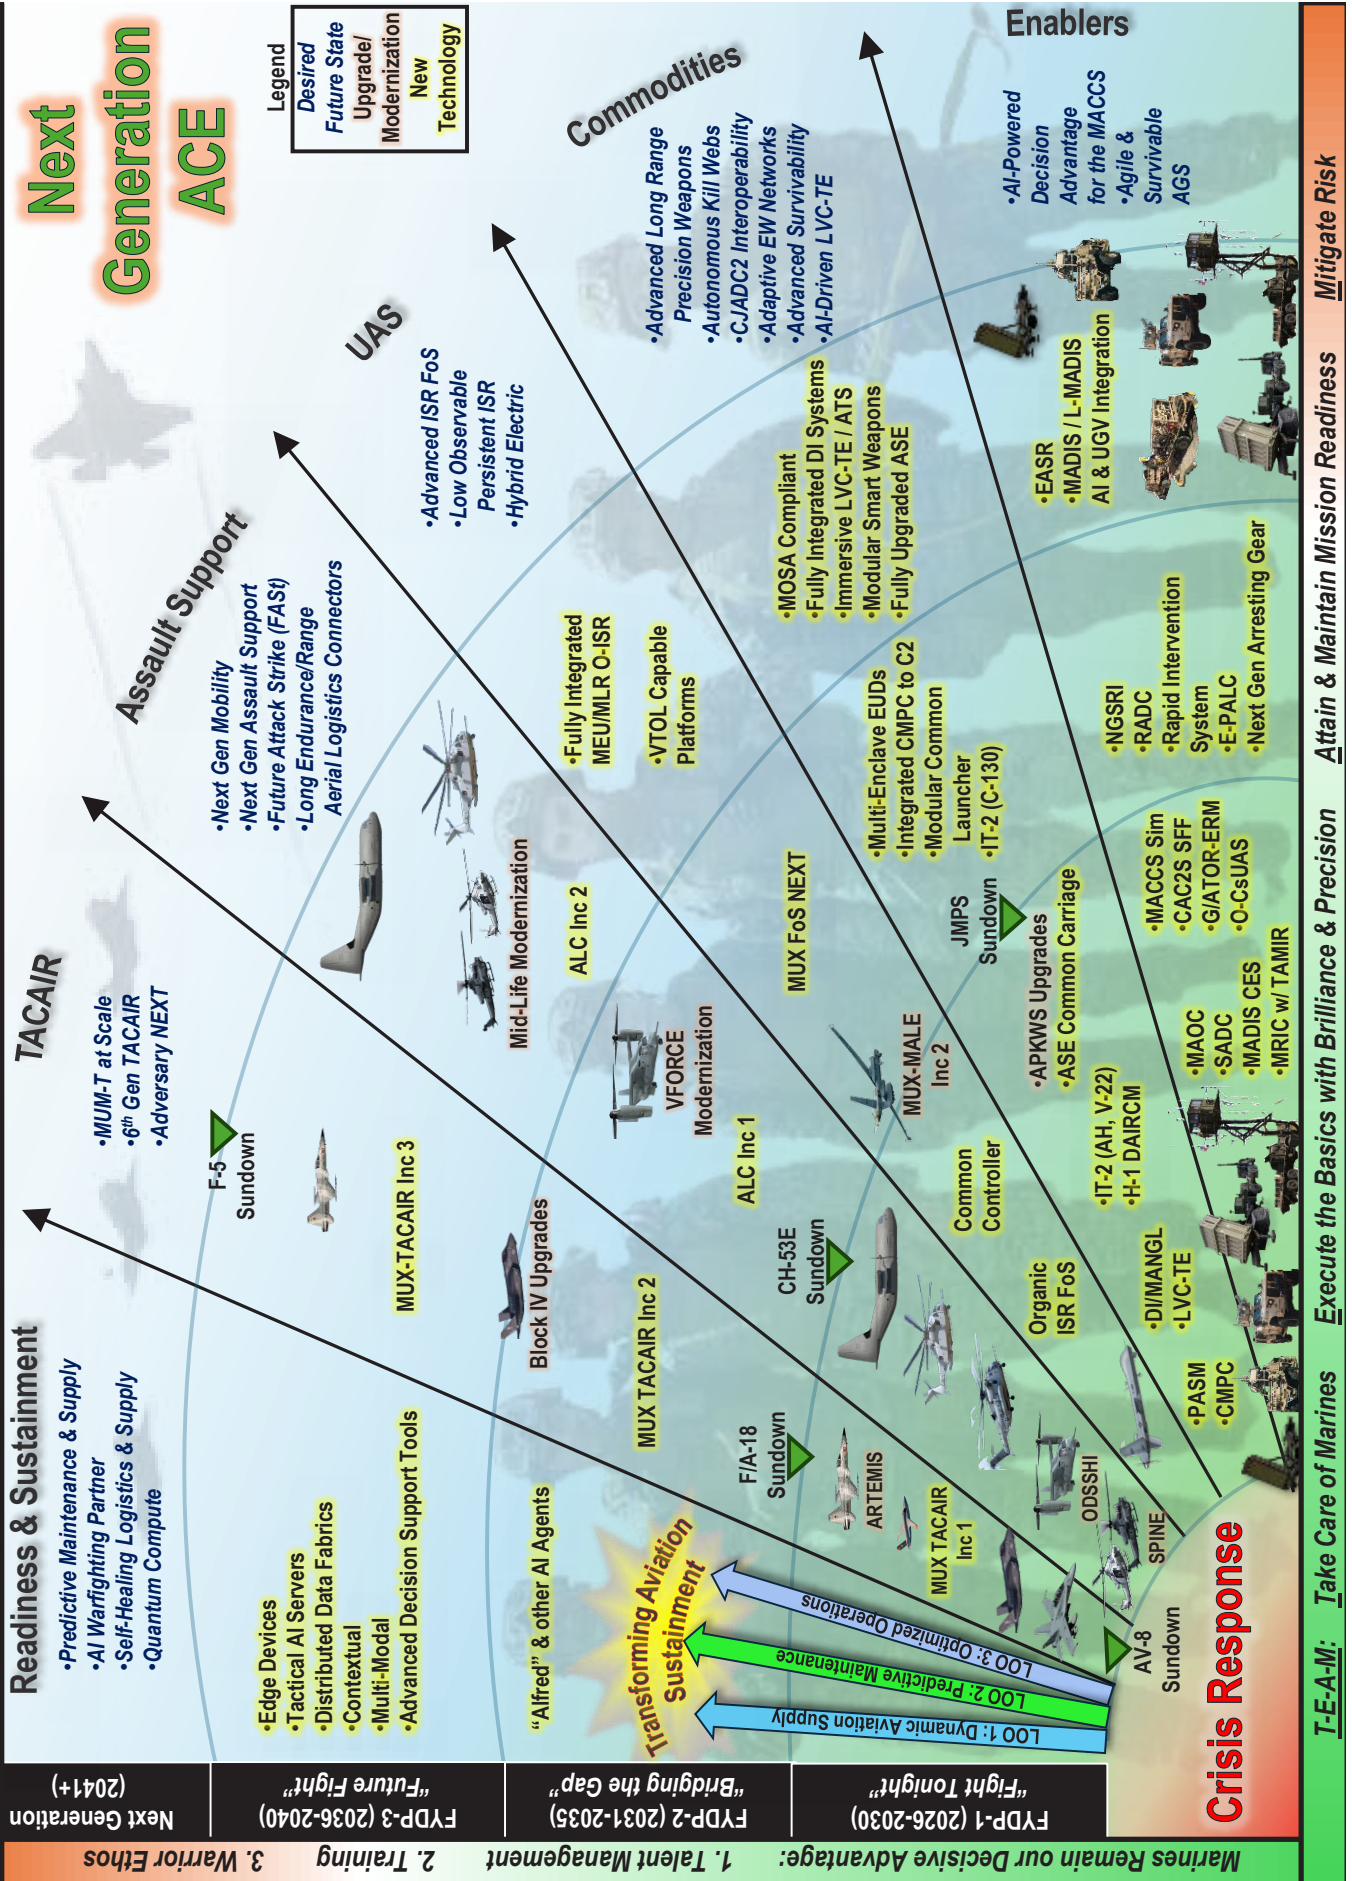 Next
Generation
ACE
Legend
Desired
Future State
Upgrade/
Modernization
New
Technology
Readiness & Sustainment
•Predictive Maintenance & Supply
•AI Warfighting Partner
•Self-Healing Logistics & Supply
•Quantum Compute
•Edge Devices
•Tactical AI Servers
•Distributed Data Fabrics
•Contextual
•Multi-Modal
•Advanced Decision Support Tools
"Alfred" & other AI Agents
Transforming Aviation
Sustainment
LOO 1: Dynamic Aviation Supply
LOO 2: Predictive Maintenance
LOO 3: Optimized Operations
TACAIR
•MUM-T at Scale
•6th Gen TACAIR
•Adversary NEXT
F-5
Sundown
MUX-TACAIR Inc 3
Block IV Upgrades
MUX TACAIR Inc 2
F/A-18
Sundown
ARTEMIS
MUX TACAIR
Inc 1
AV-8
Sundown
Assault Support
•Next Gen Mobility
•Next Gen Assault Support
•Future Attack Strike (FASt)
•Long Endurance/Range
Aerial Logistics Connectors
Mid-Life Modernization
ALC Inc 2
VFORCE
Modernization
ALC Inc 1
CH-53E
Sundown
ODSSHI
SPINE
UAS
•Advanced ISR FoS
•Low Observable
Persistent ISR
•Hybrid Electric
•Fully Integrated
MEU/MLR O-ISR
•VTOL Capable
Platforms
MUX FoS NEXT
MUX-MALE
Inc 2
Common
Controller
Organic
ISR FoS
Commodities
•Advanced Long Range
Precision Weapons
•Autonomous Kill Webs
•CJADC2 Interoperability
•Adaptive EW Networks
•Advanced Survivability
•AI-Driven LVC-TE
•MOSA Compliant
•Fully Integrated DI Systems
•Immersive LVC-TE / ATS
•Modular Smart Weapons
•Fully Upgraded ASE
•Multi-Enclave EUDs
•Integrated CMPC to C2
•Modular Common
Launcher
•IT-2 (C-130)
JMPS
Sundown
•APKWS Upgrades
•ASE Common Carriage
•IT-2 (AH, V-22)
•H-1 DAIRCM
•DI/MANGL
•LVC-TE
•PASM
•CMPC
Enablers
•AI-Powered
Decision
Advantage
for the MACCS
•Agile &
Survivable
AGS
•EASR
•MADIS / L-MADIS
AI & UGV Integration
•NGSRI
•RADC
•Rapid Intervention
System
•E-PALC
•Next Gen Arresting Gear
•MACCS Sim
•CAC2S SFF
•G/ATOR-ERM
•O-CsUAS
•MAOC
•SADC
•MADIS CES
•MRIC w/ TAMIR
Crisis Response
Next Generation
(2041+)
FYDP-3 (2036-2040)
"Future Fight"
FYDP-2 (2031-2035)
"Bridging the Gap"
FYDP-1 (2026-2030)
"Fight Tonight"
Marines Remain our Decisive Advantage: 1. Talent Management 2. Training 3. Warrior Ethos
T-E-A-M: Take Care of Marines Execute the Basics with Brilliance & Precision Attain & Maintain Mission Readiness Mitigate Risk